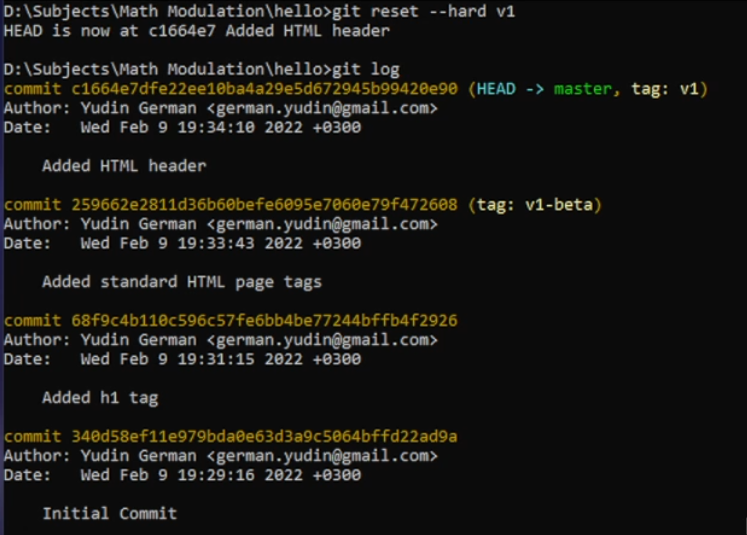 D:\Subjects\Math Modulation\hello>git reset --hard v1
HEAD is now at c1664e7 Added HTML header
D:\Subjects\Math Modulation\hello>git log
commit c1664e7dfe22ee10ba4a29e5d672945b99420e90 (HEAD -> master, tag: v1)
Author: Yudin German <german.yudin@gmail.com>
Date:   Wed Feb 9 19:34:10 2022 +0300
    Added HTML header
commit 259662e2811d36b60befe6095e7060e79f472608 (tag: v1-beta)
Author: Yudin German <german.yudin@gmail.com>
Date:   Wed Feb 9 19:33:43 2022 +0300
    Added standard HTML page tags
commit 68f9c4b110c596c57fe6bb4be77244bffb4f2926
Author: Yudin German <german.yudin@gmail.com>
Date:   Wed Feb 9 19:31:15 2022 +0300
    Added h1 tag
commit 340d58ef11e979bda0e63d3a9c5064bffd22ad9a
Author: Yudin German <german.yudin@gmail.com>
Date:   Wed Feb 9 19:29:16 2022 +0300
    Initial Commit